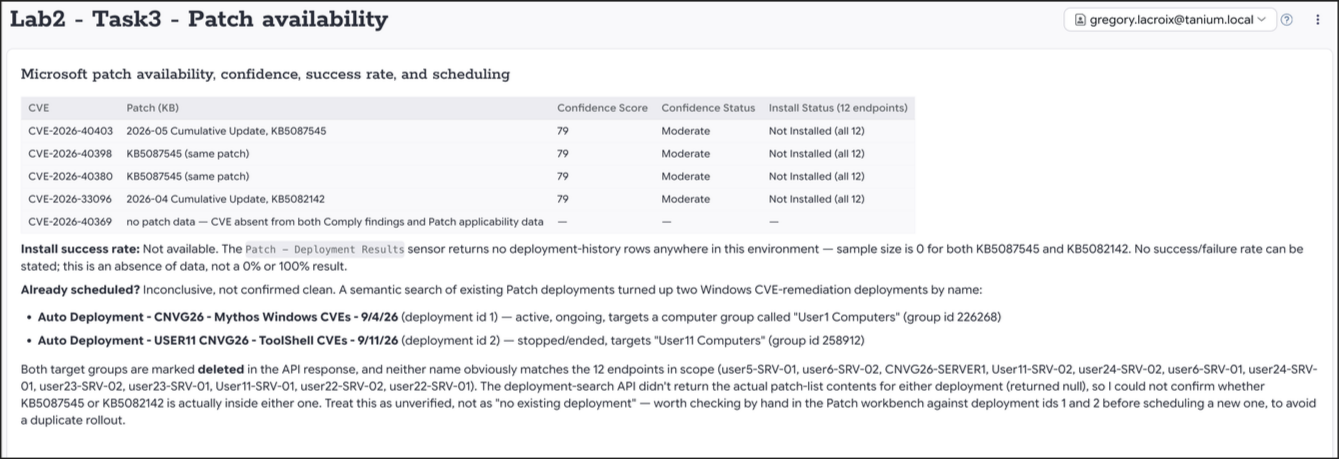 Lab2 - Task3 - Patch availability
gregory.lacroix@tanium.local
Microsoft patch availability, confidence, success rate, and scheduling
CVE Patch (KB) Confidence Score Confidence Status Install Status (12 endpoints)
CVE-2026-40403 2026-05 Cumulative Update, KB5087545 79 Moderate Not Installed (all 12)
CVE-2026-40398 KB5087545 (same patch) 79 Moderate Not Installed (all 12)
CVE-2026-40380 KB5087545 (same patch) 79 Moderate Not Installed (all 12)
CVE-2026-33096 2026-04 Cumulative Update, KB5082142 79 Moderate Not Installed (all 12)
CVE-2026-40369 no patch data — CVE absent from both Comply findings and Patch applicability data — — —
Install success rate: Not available. The Patch - Deployment Results sensor returns no deployment-history rows anywhere in this environment — sample size is 0 for both KB5087545 and KB5082142. No success/failure rate can be
stated; this is an absence of data, not a 0% or 100% result.
Already scheduled? Inconclusive, not confirmed clean. A semantic search of existing Patch deployments turned up two Windows CVE-remediation deployments by name:
• Auto Deployment - CNVG26 - Mythos Windows CVEs - 9/4/26 (deployment id 1) — active, ongoing, targets a computer group called "User1 Computers" (group id 226268)
• Auto Deployment - USER11 CNVG26 - ToolShell CVEs - 9/11/26 (deployment id 2) — stopped/ended, targets "User11 Computers" (group id 258912)
Both target groups are marked deleted in the API response, and neither name obviously matches the 12 endpoints in scope (user5-SRV-01, user6-SRV-02, CNVG26-SERVER1, User11-SRV-02, user24-SRV-02, user6-SRV-01, user24-SRV-
01, user23-SRV-02, user23-SRV-01, User11-SRV-01, user22-SRV-02, user22-SRV-01). The deployment-search API didn't return the actual patch-list contents for either deployment (returned null), so I could not confirm whether
KB5087545 or KB5082142 is actually inside either one. Treat this as unverified, not as "no existing deployment" — worth checking by hand in the Patch workbench against deployment ids 1 and 2 before scheduling a new one, to avoid
a duplicate rollout.